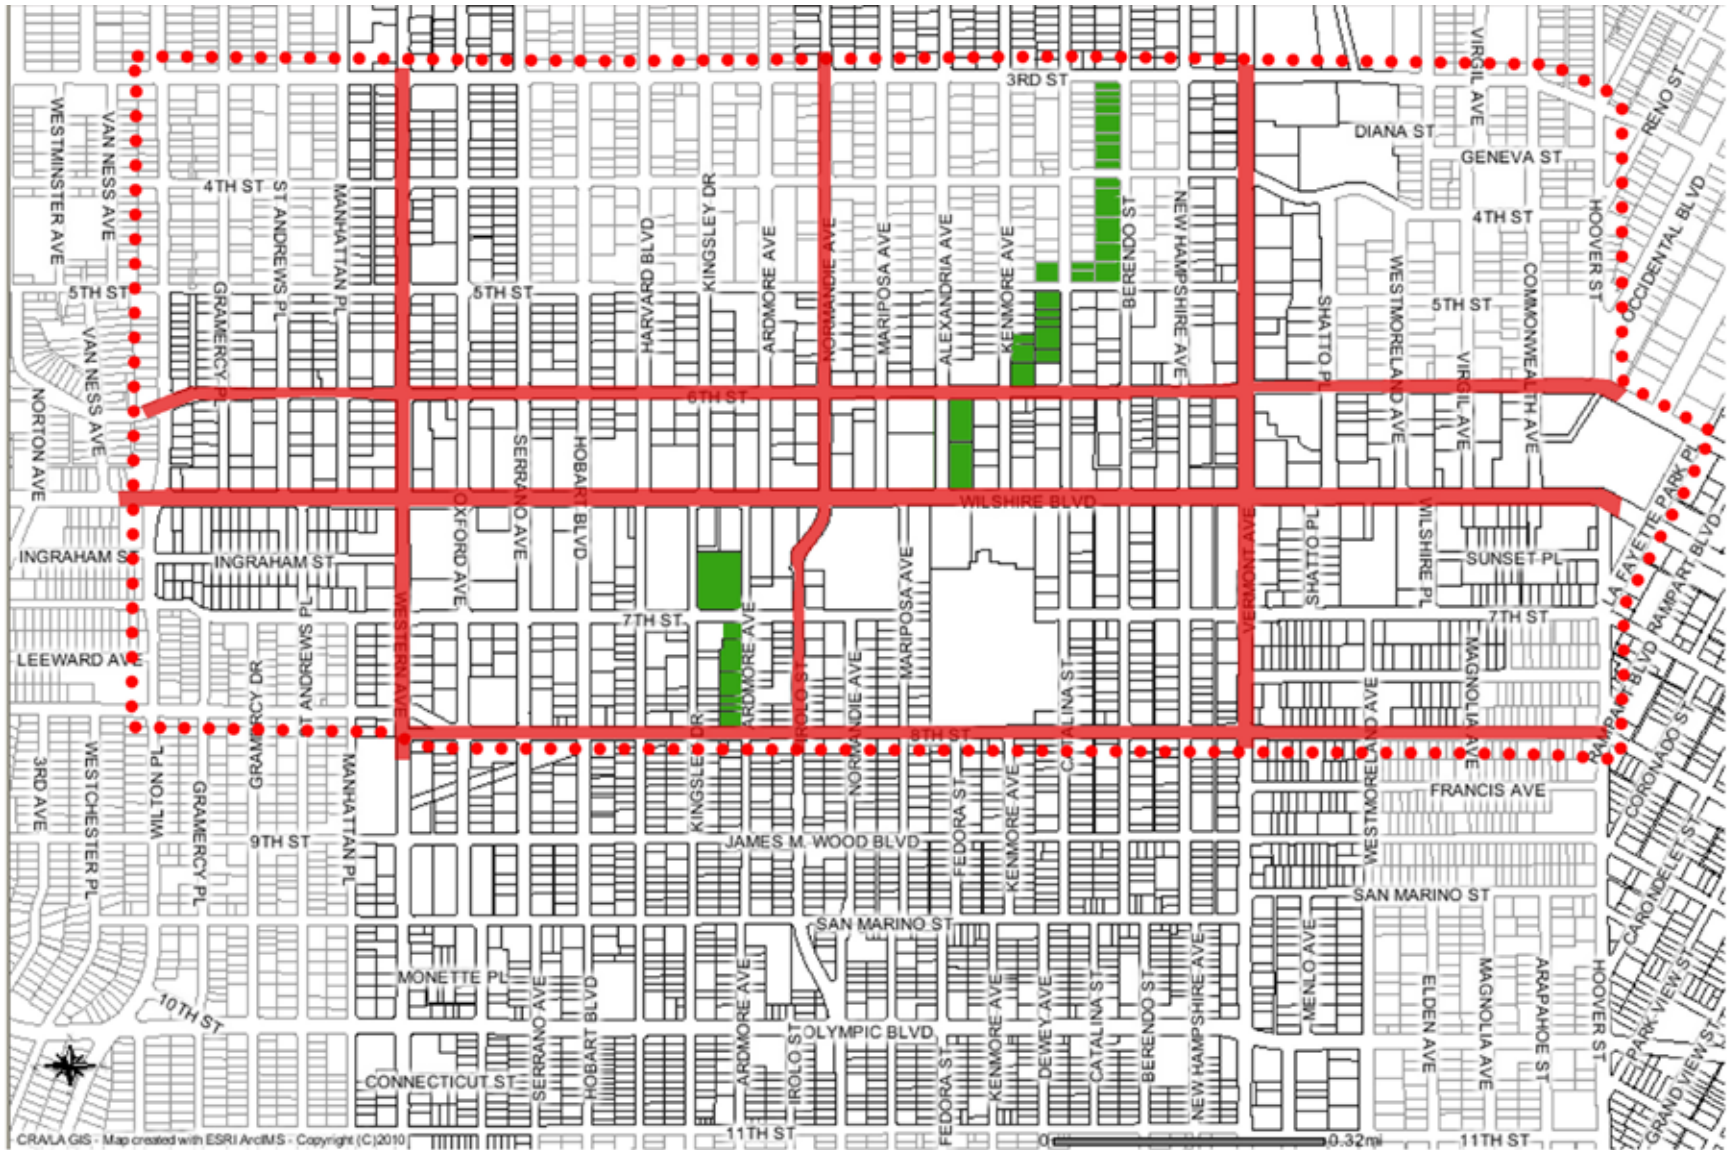 3RD ST
VIRGIL AVE
RENO ST
WESTMINSTER AVE
VAN NESS AVE
DIANA ST
GENEVA ST
4TH ST
ST ANDREWS PL
MANHATTAN PL
KINGSLEY DR
HARVARD BLVD
ARDMORE AVE
NORMANDIE AVE
MARIPOSA AVE
ALEXANDRIA AVE
KENMORE AVE
BERENDO ST
NEW HAMPSHIRE AVE
4TH ST
HOOVER ST
OCCIDENTAL BLVD
5TH ST
GRAMERCY PL
5TH ST
SHATTO PL
WESTMORELAND AVE
5TH ST
COMMONWEALTH AVE
VAN NESS AVE
VIRGIL AVE
NORTON AVE
6TH ST
SERRANO AVE
HOBART BLVD
OXFORD AVE
WILSHIRE BLVD
VERMONT AVE
SHATTO PL
WILSHIRE PL
LA FAYETTE PARK PL
RAMPART BLVD
INGRAHAM ST
INGRAHAM ST
SUNSET PL
MARIPOSA AVE
7TH ST
7TH ST
WESTERN AVE
ST ANDREWS PL
ARDMORE AVE
LEEWARD AVE
GRAMERCY DR
IROLO ST
NORMANDIE AVE
CATALINA ST
WESTMORELAND AVE
MAGNOLIA AVE
RAMPART BLVD
8TH ST
KINGSLEY DR
CORONADO ST
3RD AVE
WESTCHESTER PL
WILTON PL
GRAMERCY PL
MANHATTAN PL
FEDORA ST
KENMORE AVE
FRANCIS AVE
9TH ST
JAMES M. WOOD BLVD
CARONDELET ST
SAN MARINO ST
SAN MARINO ST
MENLO AVE
PARK VIEW ST
MONETTE PL
SERRANO AVE
HOBART BLVD
ARDMORE AVE
KENMORE AVE
DEWEY AVE
CATALINA ST
BERENDO ST
NEW HAMPSHIRE AVE
ELDEN AVE
MAGNOLIA AVE
ARAPAHOE ST
HOOVER ST
10TH ST
IROLO ST
OLYMPIC BLVD
FEDORA ST
GRAND VIEW ST
CONNECTICUT ST
11TH ST
11TH ST
CRA/LA GIS - Map created with ESRI ArcIMS - Copyright (C)2010
0
0.32mi